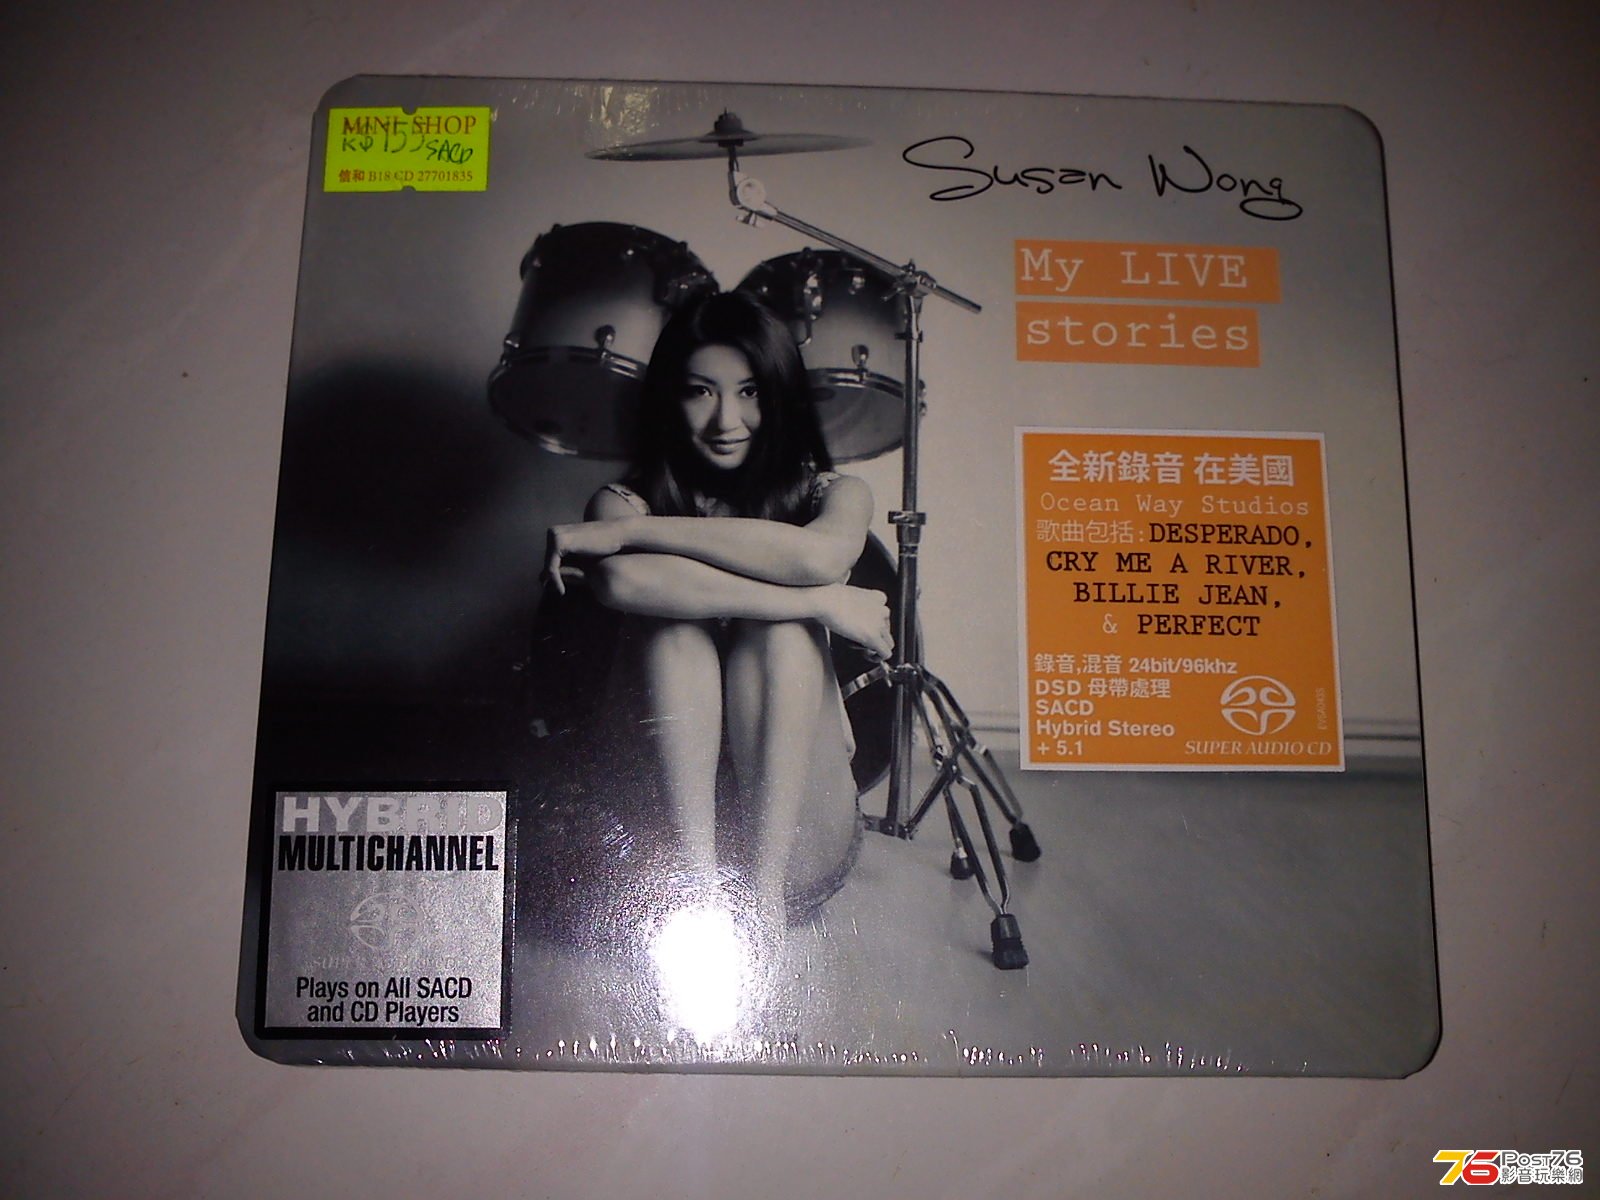 MINI SHOP
K$ 155
SACD
信和 B18 CD 27701835
Susan Wong
My LIVE
stories
全新錄音 在美國
Ocean Way Studios
歌曲包括:DESPERADO,
CRY ME A RIVER,
BILLIE JEAN,
& PERFECT
錄音,混音 24bit/96khz
DSD 母帶處理
SACD
Hybrid Stereo
+ 5.1
SUPER AUDIO CD
HYBRID
MULTICHANNEL
Plays on All SACD
and CD Players
76 Post76
影音玩樂網